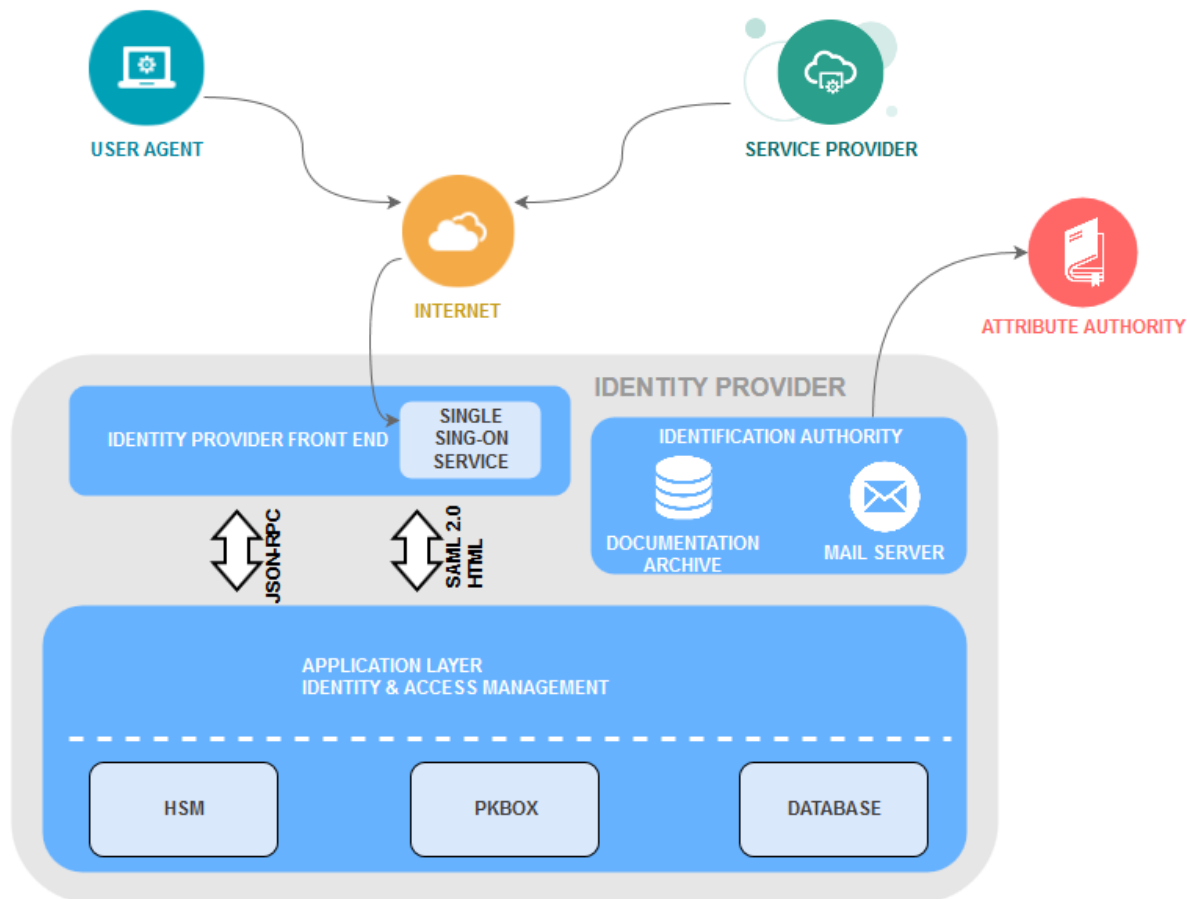 USER AGENT
SERVICE PROVIDER
INTERNET
ATTRIBUTE AUTHORITY
IDENTITY PROVIDER
IDENTITY PROVIDER FRONT END
SINGLE
SING-ON
SERVICE
IDENTIFICATION AUTHORITY
DOCUMENTATION
ARCHIVE
MAIL SERVER
JSON-RPC
SAML 2.0
HTML
APPLICATION LAYER
IDENTITY & ACCESS MANAGEMENT
HSM
PKBOX
DATABASE